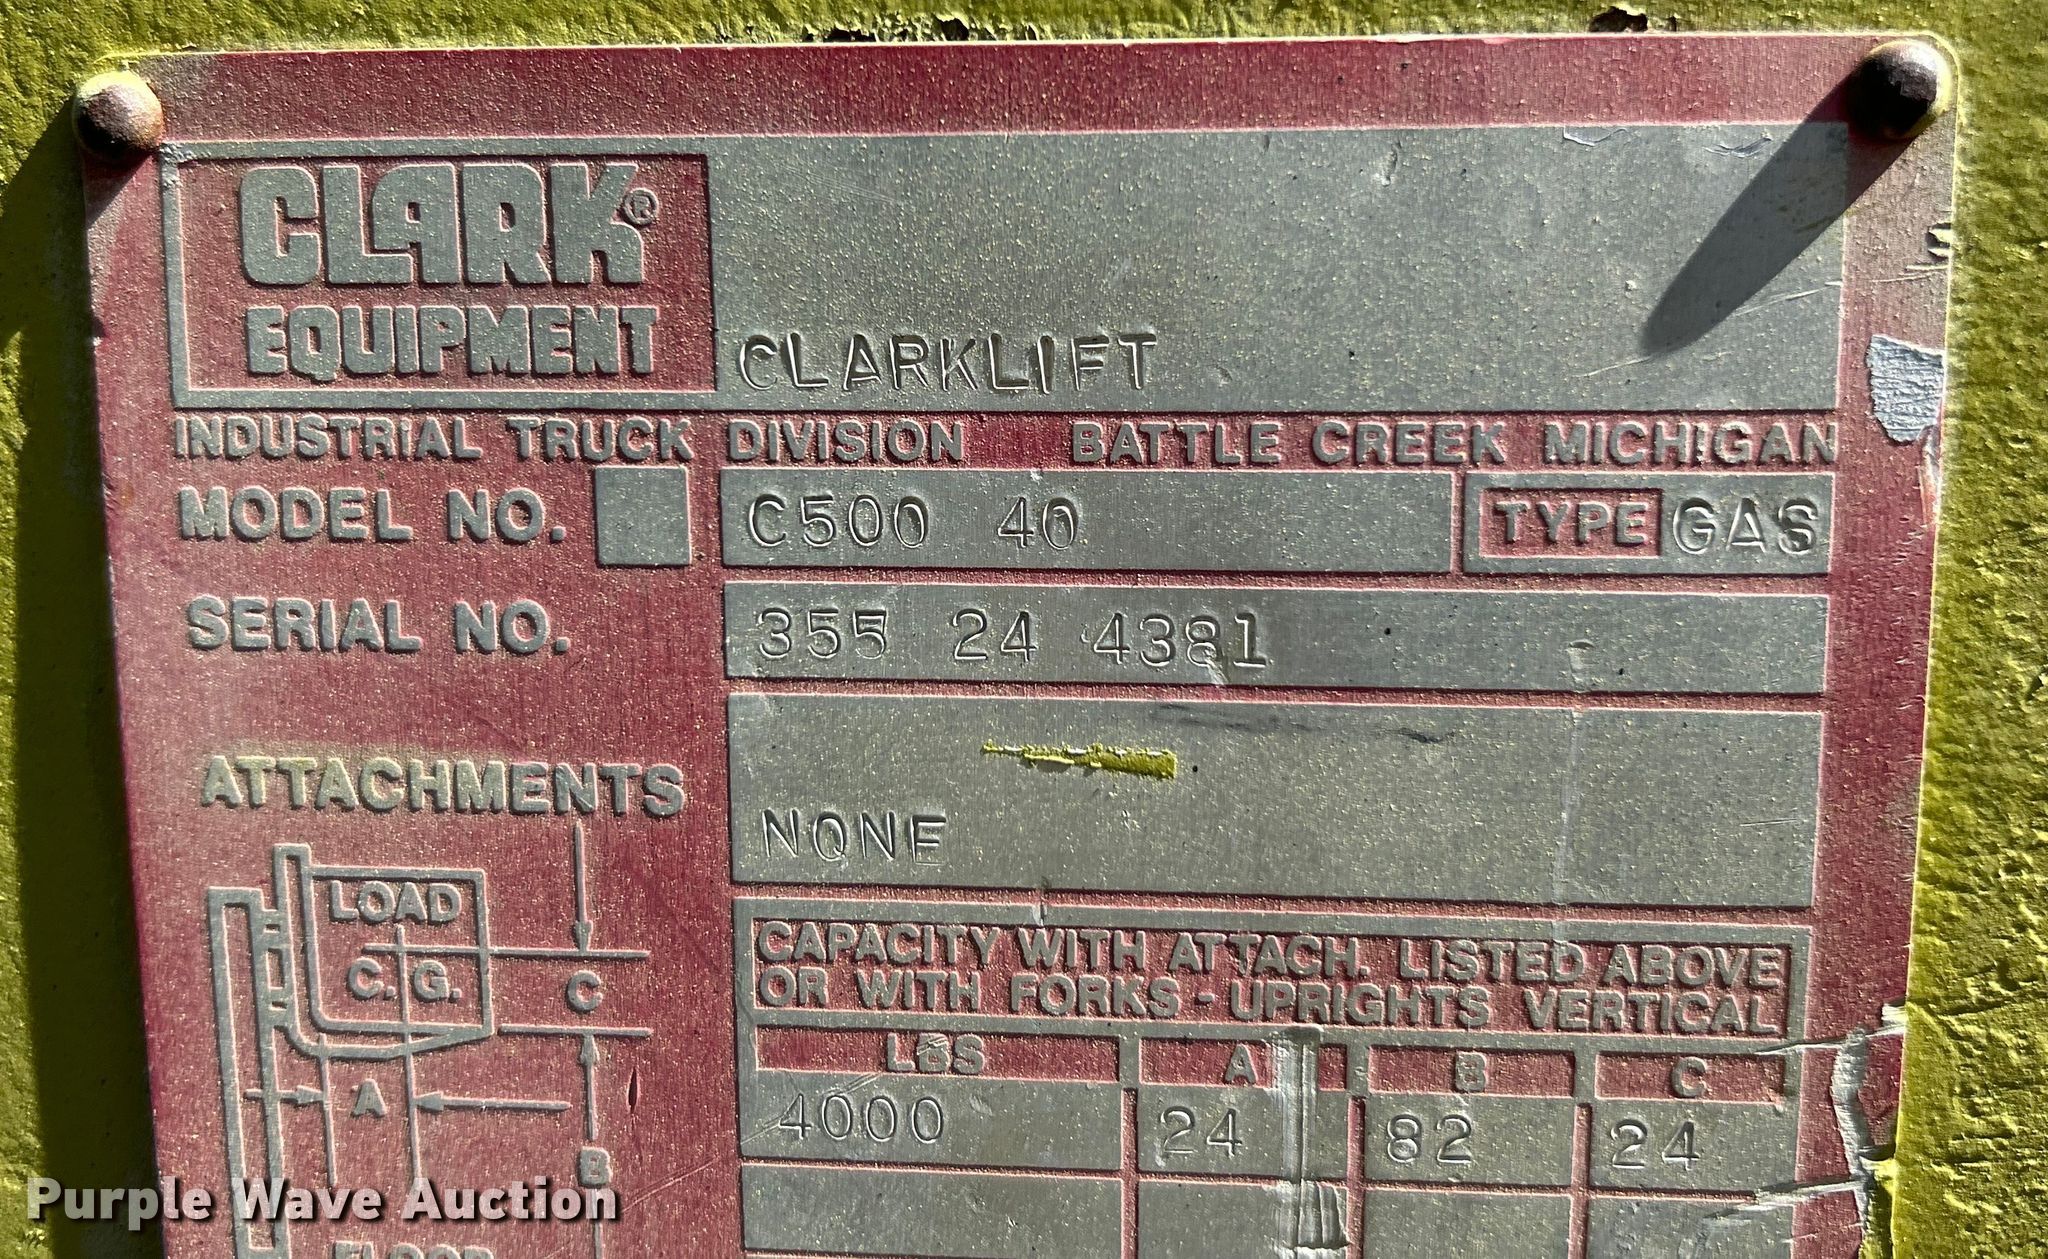 CLARK®
EQUIPMENT
CLARKLIFT
INDUSTRIAL TRUCK DIVISION BATTLE CREEK MICHIGAN
MODEL NO. C500 40 TYPE GAS
SERIAL NO. 355 24 4381
ATTACHMENTS
NONE
LOAD
C.G.
C
A
B
FLOOR
CAPACITY WITH ATTACH. LISTED ABOVE
OR WITH FORKS - UPRIGHTS VERTICAL
LBS A B C
4000 24 82 24
Purple Wave Auction